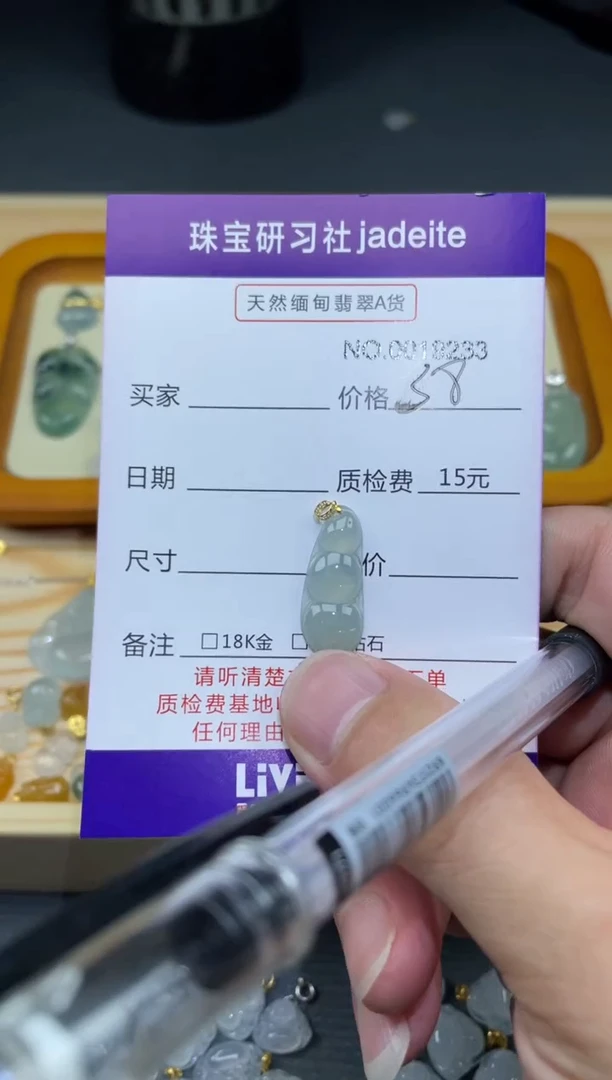 珠宝研习社jadeite
天然缅甸翡翠A货
NO.0019233
买家 价格 58
日期 质检费 15元
尺寸 价
备注 □18K金 □ 钻石
请听清楚 单
质检费基地
任何理由
LiVi